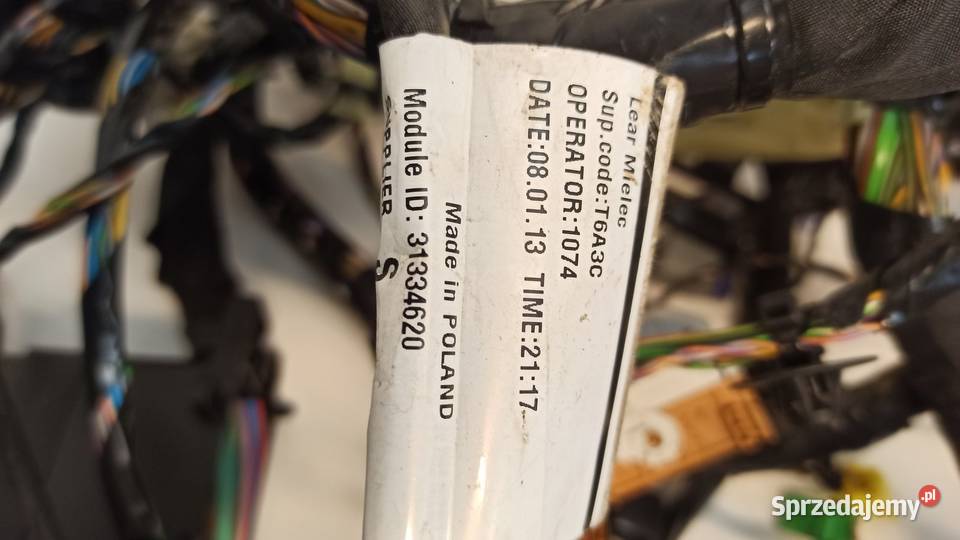 Lear Mielec
Sup.code:T6A3C
OPERATOR:1074
DATE:08.01.13 TIME:21:17
Made in POLAND
Module ID: 31334620
S
Sprzedajemy.pl